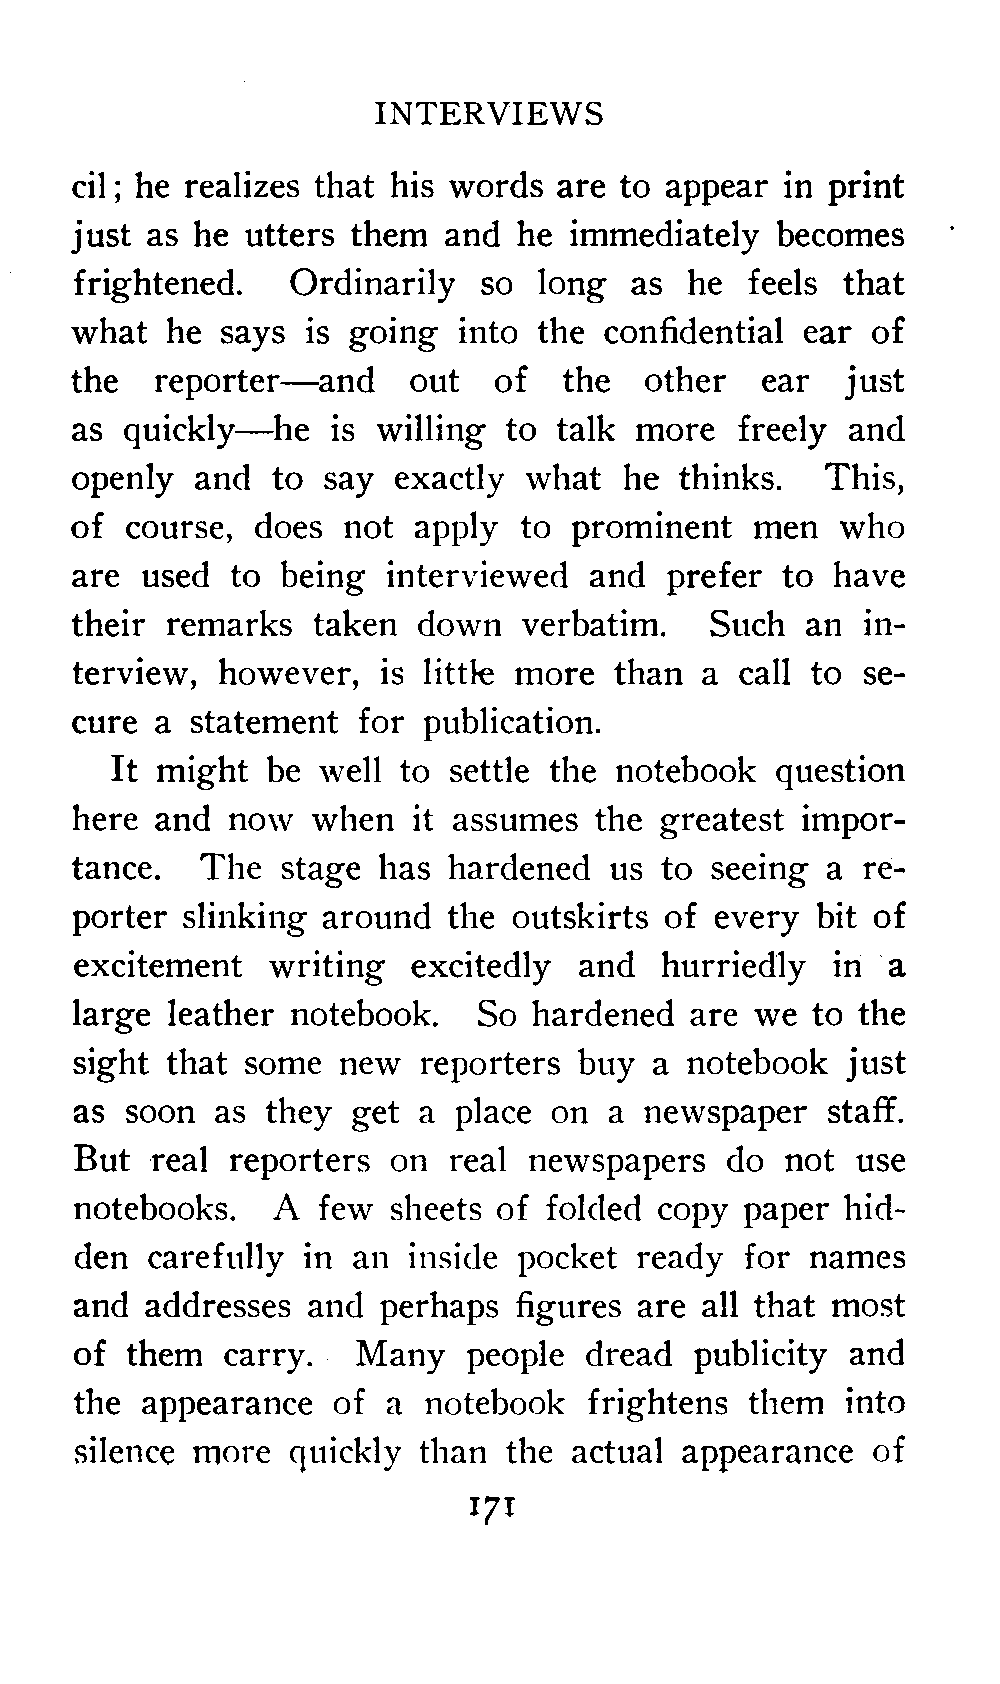 INTERVIEWS
cil; he realizes that his words are to appear in print
just as he utters them and he immediately becomes
frightened. Ordinarily so long as he feels that
what he says is going into the confidential ear of
the reporter—and out of the other ear just
as quickly—he is willing to talk more freely and
openly and to say exactly what he thinks. This,
of course, does not apply to prominent men who
are used to being interviewed and prefer to have
their remarks taken down verbatim. Such an in-
terview, however, is little more than a call to se-
cure a statement for publication.
It might be well to settle the notebook question
here and now when it assumes the greatest impor-
tance. The stage has hardened us to seeing a re-
porter slinking around the outskirts of every bit of
excitement writing excitedly and hurriedly in a
large leather notebook. So hardened are we to the
sight that some new reporters buy a notebook just
as soon as they get a place on a newspaper staff.
But real reporters on real newspapers do not use
notebooks. A few sheets of folded copy paper hid-
den carefully in an inside pocket ready for names
and addresses and perhaps figures are all that most
of them carry. Many people dread publicity and
the appearance of a notebook frightens them into
silence more quickly than the actual appearance of
171